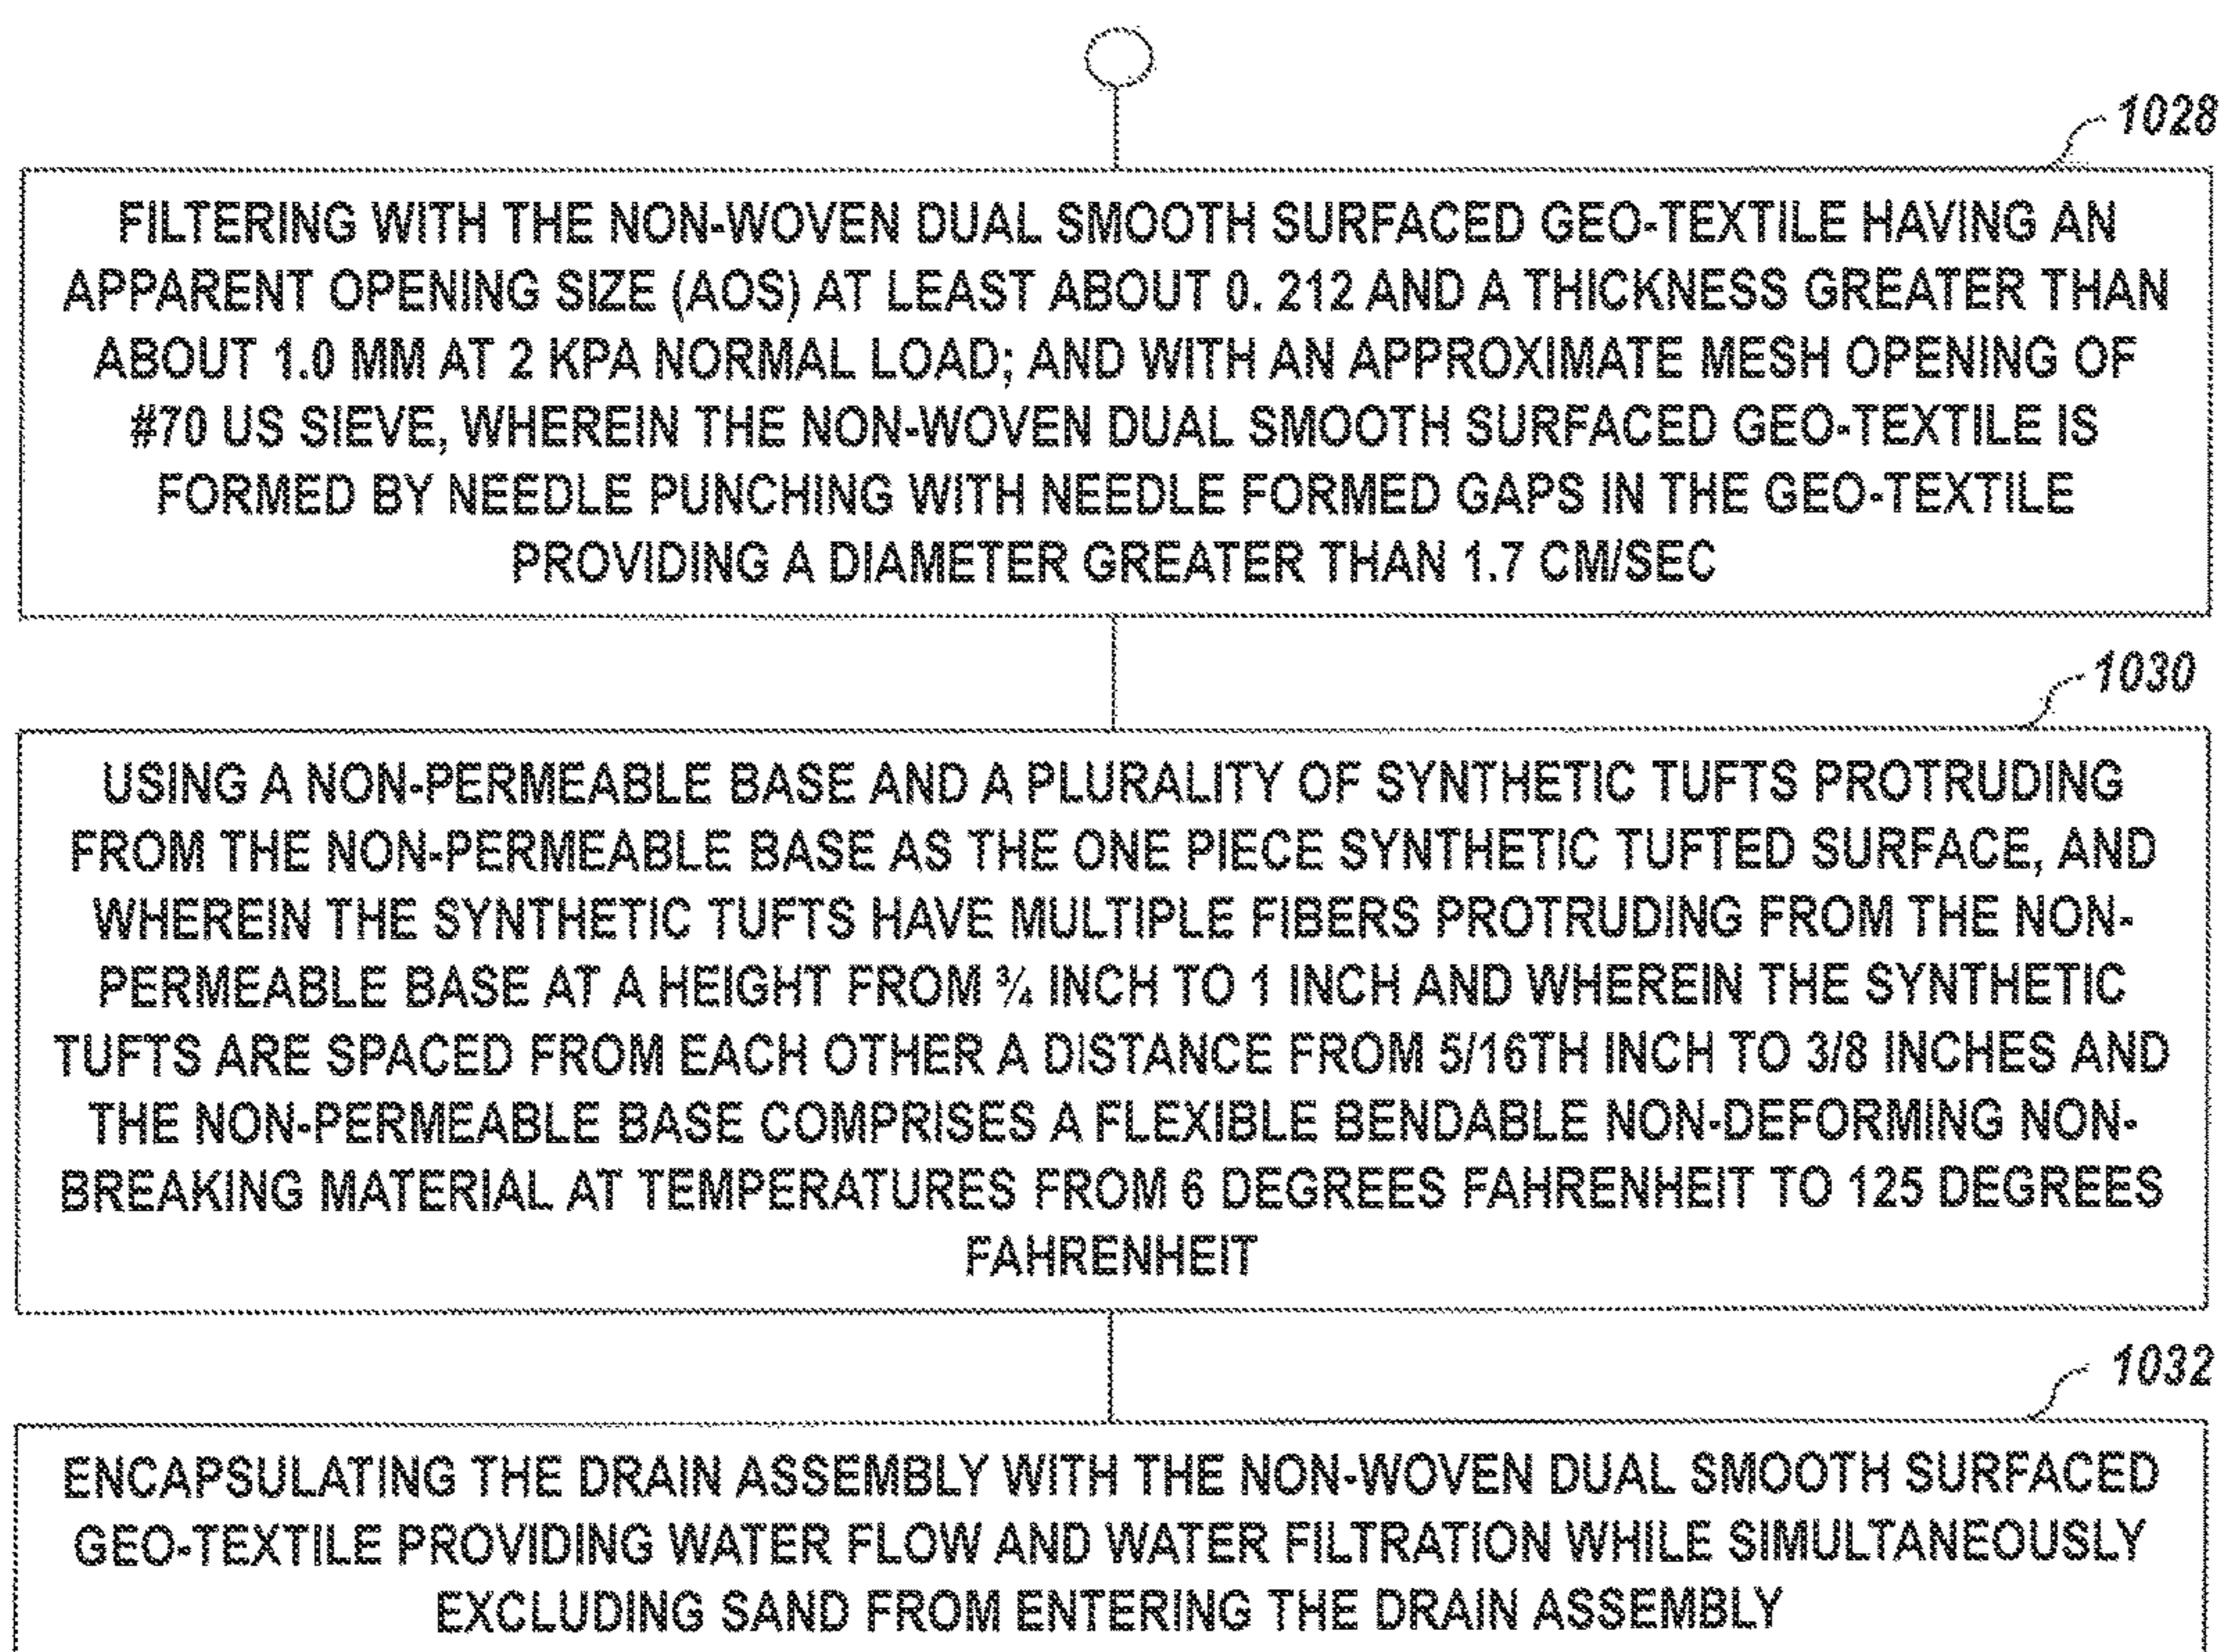 1028
FILTERING WITH THE NON-WOVEN DUAL SMOOTH SURFACED GEO-TEXTILE HAVING AN
APPARENT OPENING SIZE (AOS) AT LEAST ABOUT 0. 212 AND A THICKNESS GREATER THAN
ABOUT 1.0 MM AT 2 KPA NORMAL LOAD; AND WITH AN APPROXIMATE MESH OPENING OF
#70 US SIEVE, WHEREIN THE NON-WOVEN DUAL SMOOTH SURFACED GEO-TEXTILE IS
FORMED BY NEEDLE PUNCHING WITH NEEDLE FORMED GAPS IN THE GEO-TEXTILE
PROVIDING A DIAMETER GREATER THAN 1.7 CM/SEC
1030
USING A NON-PERMEABLE BASE AND A PLURALITY OF SYNTHETIC TUFTS PROTRUDING
FROM THE NON-PERMEABLE BASE AS THE ONE PIECE SYNTHETIC TUFTED SURFACE, AND
WHEREIN THE SYNTHETIC TUFTS HAVE MULTIPLE FIBERS PROTRUDING FROM THE NON-
PERMEABLE BASE AT A HEIGHT FROM ¾ INCH TO 1 INCH AND WHEREIN THE SYNTHETIC
TUFTS ARE SPACED FROM EACH OTHER A DISTANCE FROM 5/16TH INCH TO 3/8 INCHES AND
THE NON-PERMEABLE BASE COMPRISES A FLEXIBLE BENDABLE NON-DEFORMING NON-
BREAKING MATERIAL AT TEMPERATURES FROM 6 DEGREES FAHRENHEIT TO 125 DEGREES
FAHRENHEIT
1032
ENCAPSULATING THE DRAIN ASSEMBLY WITH THE NON-WOVEN DUAL SMOOTH SURFACED
GEO-TEXTILE PROVIDING WATER FLOW AND WATER FILTRATION WHILE SIMULTANEOUSLY
EXCLUDING SAND FROM ENTERING THE DRAIN ASSEMBLY